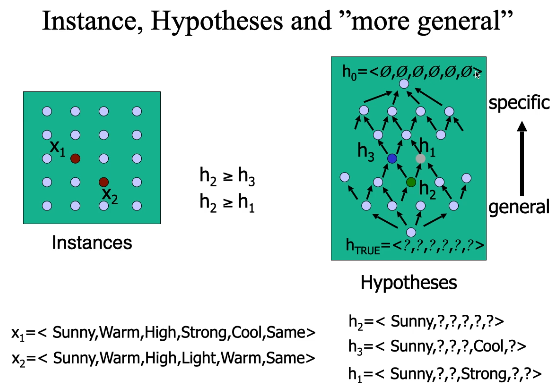 Instance, Hypotheses and ”more general”
x1
x2
Instances
h2 ≥ h3
h2 ≥ h1
h0=<Ø,Ø,Ø,Ø,Ø,Ø>
h3
h1
h2
hTRUE=<?,?,?,?,?,?>
specific
general
Hypotheses
x1=< Sunny,Warm,High,Strong,Cool,Same>
x2=< Sunny,Warm,High,Light,Warm,Same>
h2=< Sunny,?,?,?,?,?>
h3=< Sunny,?,?,?,Cool,?>
h1=< Sunny,?,?,Strong,?,?>